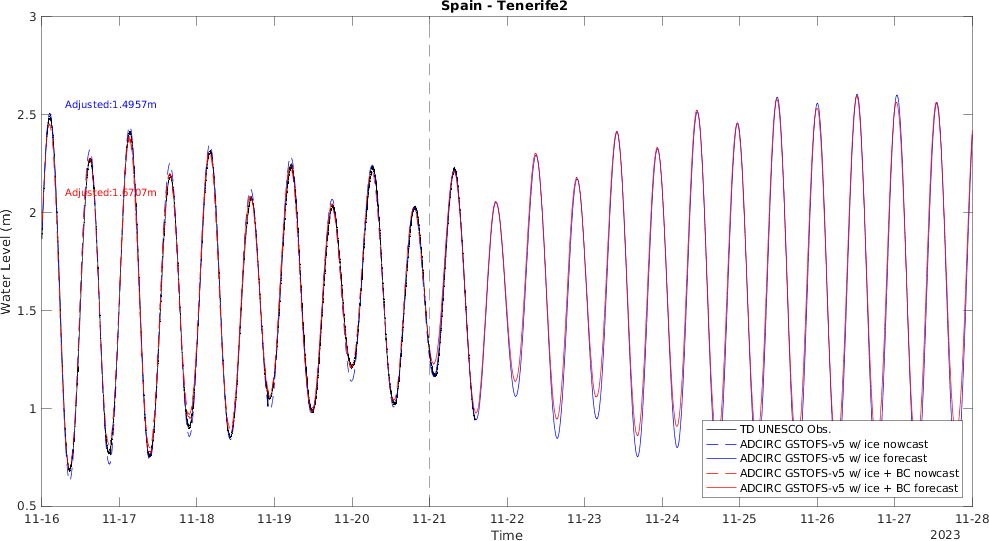 Spain - Tenerife2
3
2.5
2
1.5
1
0.5
Water Level (m)
Adjusted:1.4957m
Adjusted:1.6707m
TD UNESCO Obs.
ADCIRC GSTOFS-v5 w/ ice nowcast
ADCIRC GSTOFS-v5 w/ ice forecast
ADCIRC GSTOFS-v5 w/ ice + BC nowcast
ADCIRC GSTOFS-v5 w/ ice + BC forecast
11-16 11-17 11-18 11-19 11-20 11-21 11-22 11-23 11-24 11-25 11-26 11-27 11-28
Time
2023